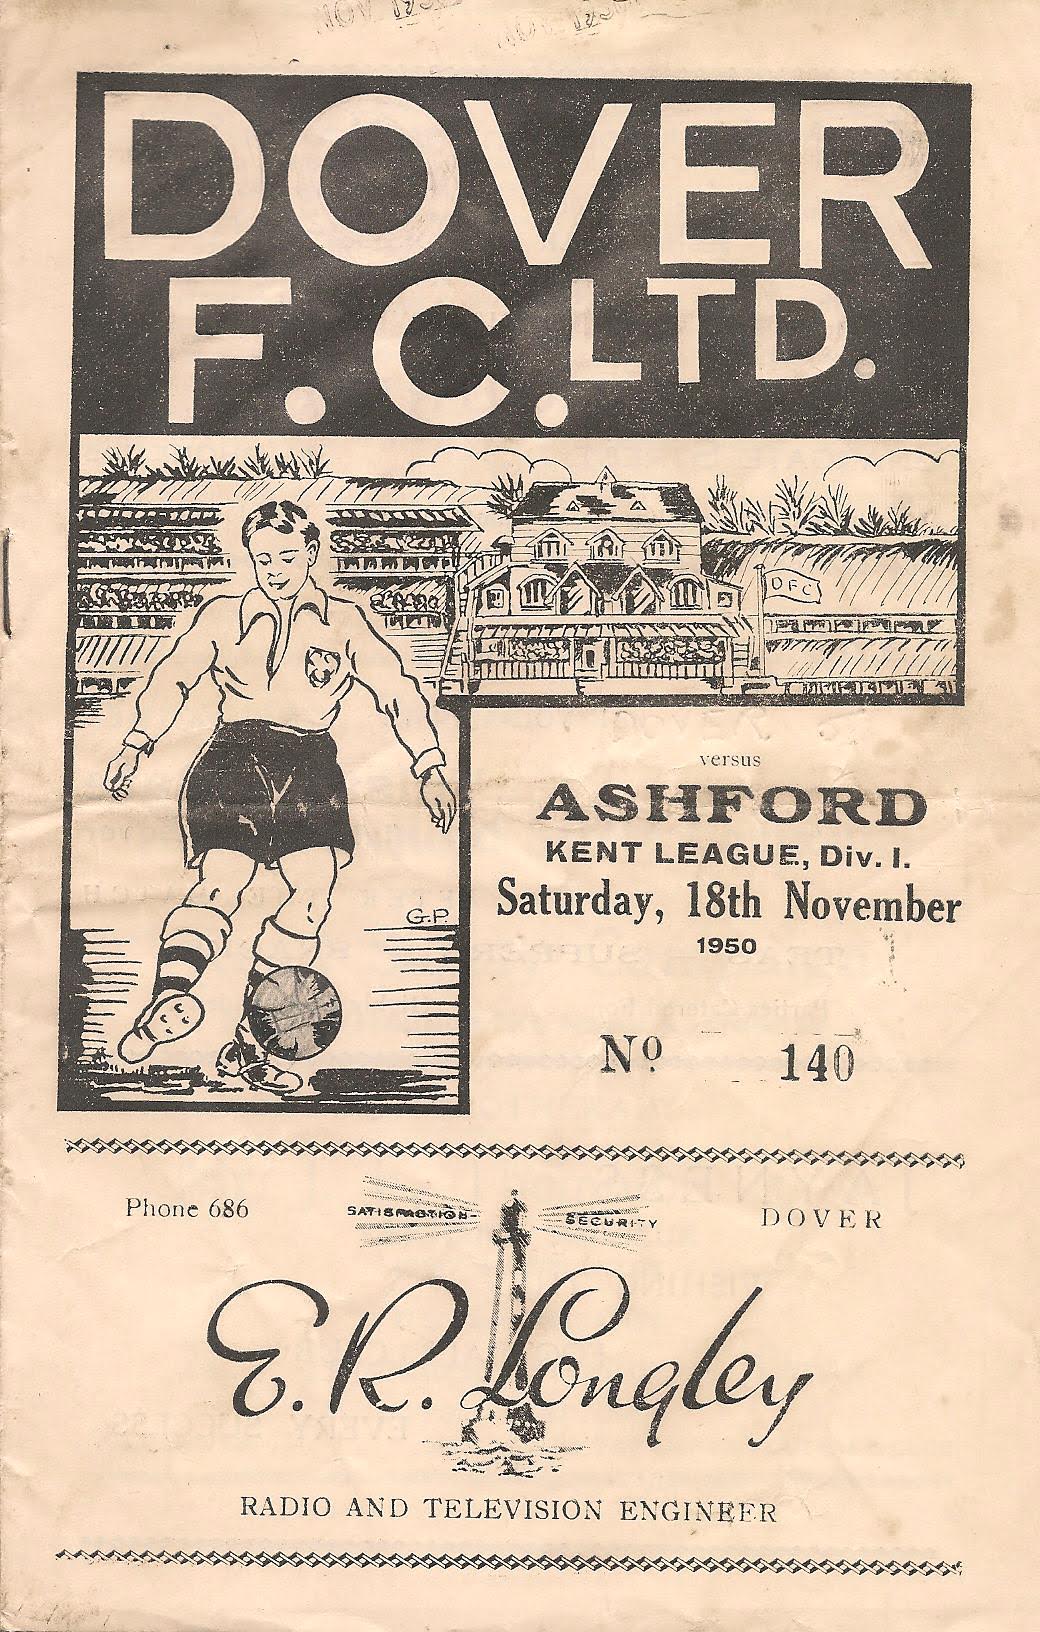 DOVER
F. C. LTD.
DFC
versus
ASHFORD
KENT LEAGUE, Div. I.
Saturday, 18th November
1950
G.P.
Nº 140
Phone 686
SATISFACTION
SECURITY
DOVER
E. R. Longley
RADIO AND TELEVISION ENGINEER